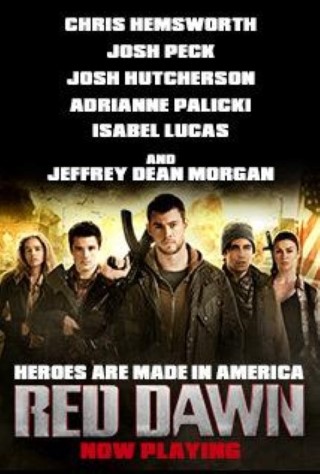 CHRIS HEMSWORTH
JOSH PECK
JOSH HUTCHERSON
ADRIANNE PALICKI
ISABEL LUCAS
AND
JEFFREY DEAN MORGAN
HEROES ARE MADE IN AMERICA
RED DAWN
NOW PLAYING